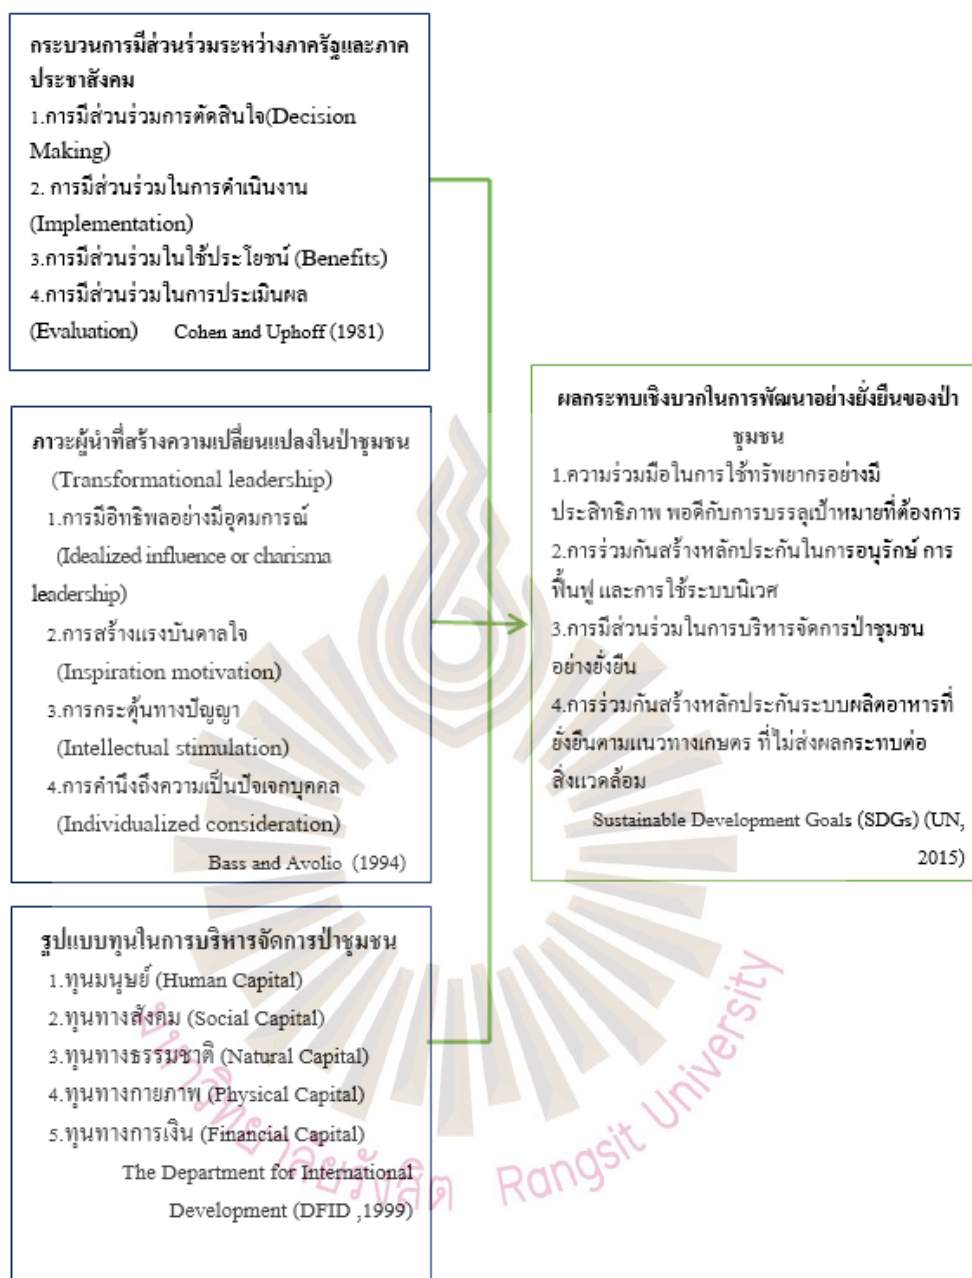 กระบวนการมีส่วนร่วมระหว่างภาครัฐและภาค
ประชาสังคม
1.การมีส่วนร่วมการตัดสินใจ(Decision
Making)
2. การมีส่วนร่วมในการดำเนินงาน
(Implementation)
3.การมีส่วนร่วมในใช้ประโยชน์ (Benefits)
4.การมีส่วนร่วมในการประเมินผล
(Evaluation) Cohen and Uphoff (1981)
ภาวะผู้นำที่สร้างความเปลี่ยนแปลงในป่าชุมชน
(Transformational leadership)
1.การมีอิทธิพลอย่างมีอุดมการณ์
(Idealized influence or charisma
leadership)
2.การสร้างแรงบันดาลใจ
(Inspiration motivation)
3.การกระตุ้นทางปัญญา
(Intellectual stimulation)
4.การคำนึงถึงความเป็นปัจเจกบุคคล
(Individualized consideration)
Bass and Avolio (1994)
รูปแบบทุนในการบริหารจัดการป่าชุมชน
1.ทุนมนุษย์ (Human Capital)
2.ทุนทางสังคม (Social Capital)
3.ทุนทางธรรมชาติ (Natural Capital)
4.ทุนทางกายภาพ (Physical Capital)
5.ทุนทางการเงิน (Financial Capital)
The Department for International
Development (DFID ,1999)
ผลกระทบเชิงบวกในการพัฒนาอย่างยั่งยืนของป่า
ชุมชน
1.ความร่วมมือในการใช้ทรัพยากรอย่างมี
ประสิทธิภาพ พอดีกับการบรรลุเป้าหมายที่ต้องการ
2.การร่วมกันสร้างหลักประกันในการอนุรักษ์ การ
ฟื้นฟู และการใช้ระบบนิเวศ
3.การมีส่วนร่วมในการบริหารจัดการป่าชุมชน
อย่างยั่งยืน
4.การร่วมกันสร้างหลักประกันระบบผลิตอาหารที่
ยั่งยืนตามแนวทางเกษตร ที่ไม่ส่งผลกระทบต่อ
สิ่งแวดล้อม
Sustainable Development Goals (SDGs) (UN,
2015)
มหาวิทยาลัยรังสิต Rangsit University